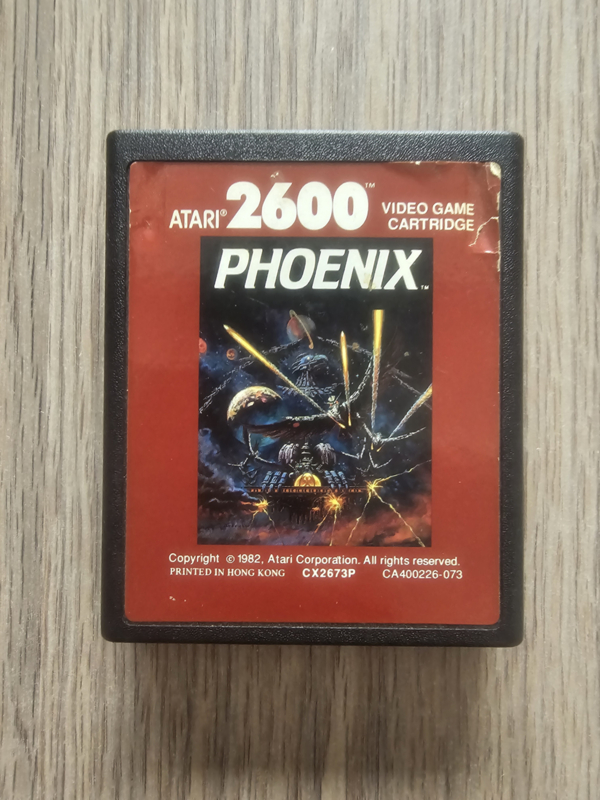 ATARI® 2600™ VIDEO GAME
CARTRIDGE
PHOENIX™
Copyright © 1982, Atari Corporation. All rights reserved.
PRINTED IN HONG KONG CX2673P CA400226-073